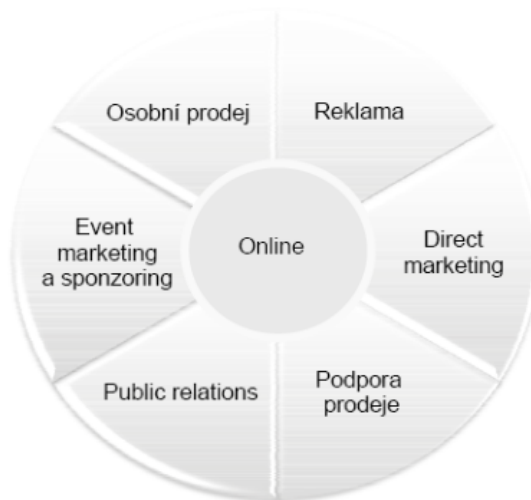 Osobní prodej
Reklama
Event
marketing
a sponzoring
Online
Direct
marketing
Public relations
Podpora
prodeje